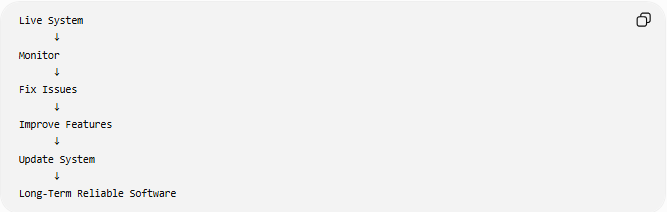 Live System
↓
Monitor
↓
Fix Issues
↓
Improve Features
↓
Update System
↓
Long-Term Reliable Software